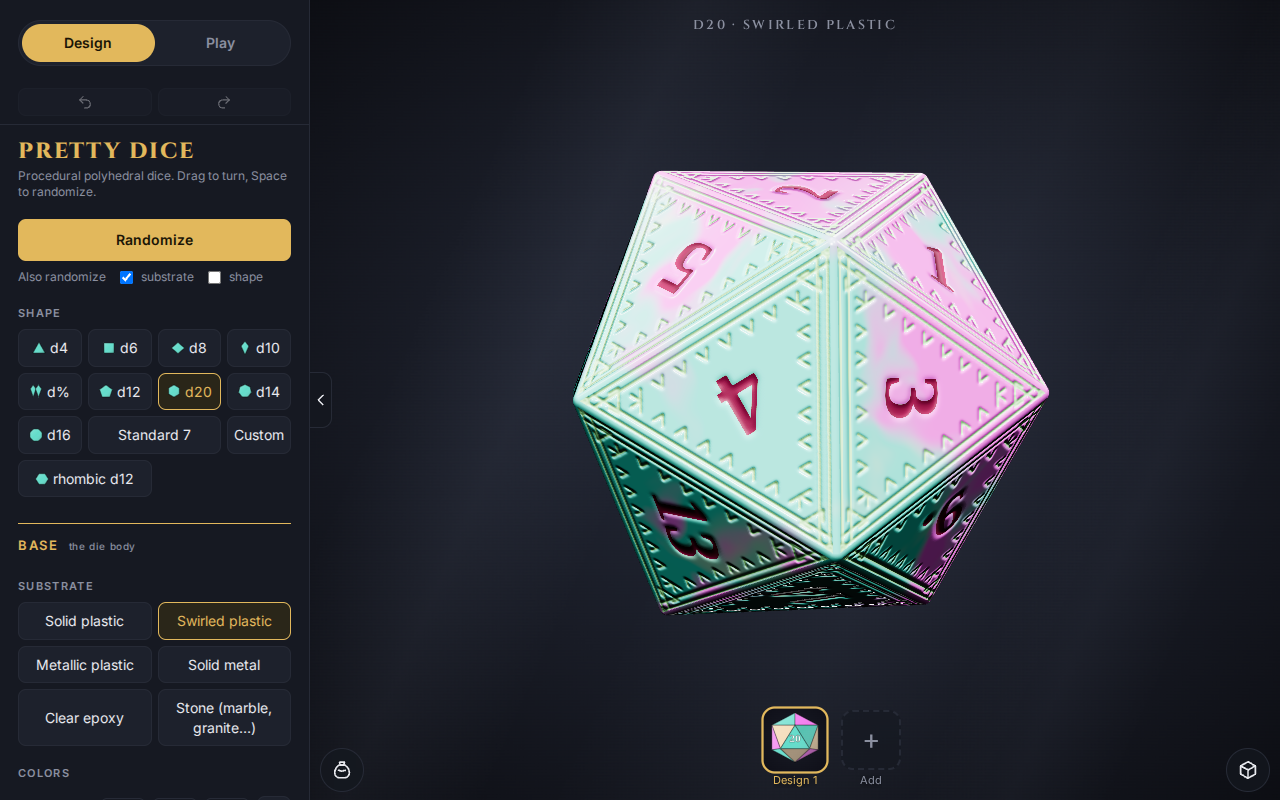 Design Play
D20 · SWIRLED PLASTIC
PRETTY DICE
Procedural polyhedral dice. Drag to turn, Space
to randomize.
Randomize
Also randomize substrate shape
SHAPE
d4 d6 d8 d10
d% d12 d20 d14
d16 Standard 7 Custom
rhombic d12
BASE the die body
SUBSTRATE
Solid plastic Swirled plastic
Metallic plastic Solid metal
Clear epoxy Stone (marble,
granite...)
COLORS
5
4
3
13
9.
20
Design 1
+
Add